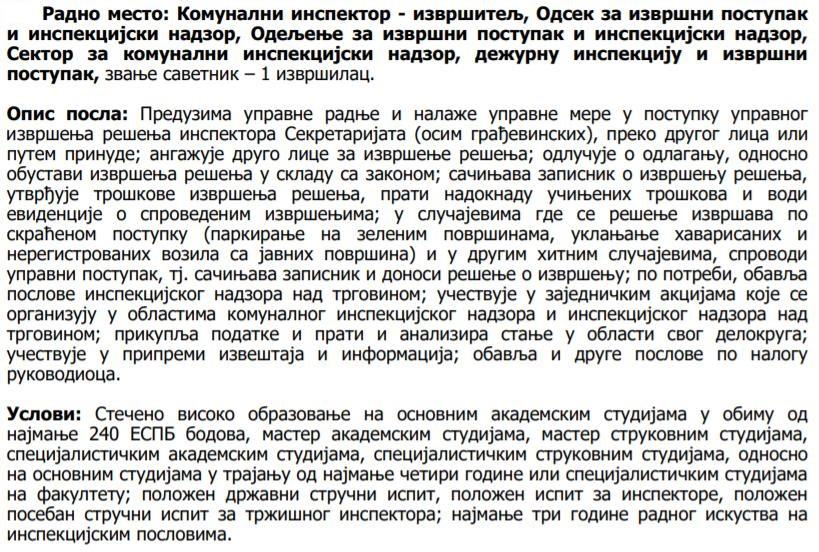 Радно место: Комунални инспектор - извршитељ, Одсек за извршни поступак
и инспекцијски надзор, Одељење за извршни поступак и инспекцијски надзор,
Сектор за комунални инспекцијски надзор, дежурну инспекцију и извршни
поступак, звање саветник – 1 извршилац.
Опис посла: Предузима управне радње и налаже управне мере у поступку управног
извршења решења инспектора Секретаријата (осим грађевинских), преко другог лица или
путем принуде; ангажује друго лице за извршење решења; одлучује о одлагању, односно
обустави извршења решења у складу са законом; сачињава записник о извршењу решења,
утврђује трошкове извршења решења, прати надокнаду учињених трошкова и води
евиденције о спроведеним извршењима; у случајевима где се решење извршава по
скраћеном поступку (паркирање на зеленим површинама, уклањање хаварисаних и
нерегистрованих возила са јавних површина) и у другим хитним случајевима, спроводи
управни поступак, тј. сачињава записник и доноси решење о извршењу; по потреби, обавља
послове инспекцијског надзора над трговином; учествује у заједничким акцијама које се
организују у областима комуналног инспекцијског надзора и инспекцијског надзора над
трговином; прикупља податке и прати и анализира стање у области свог делокруга;
учествује у припреми извештаја и информација; обавља и друге послове по налогу
руководиоца.
Услови: Стечено високо образовање на основним академским студијама у обиму од
најмање 240 ЕСПБ бодова, мастер академским студијама, мастер струковним студијама,
специјалистичким академским студијама, специјалистичким струковним студијама, односно
на основним студијама у трајању од најмање четири године или специјалистичким студијама
на факултету; положен државни стручни испит, положен испит за инспекторе, положен
посебан стручни испит за тржишног инспектора; најмање три године радног искуства на
инспекцијским пословима.